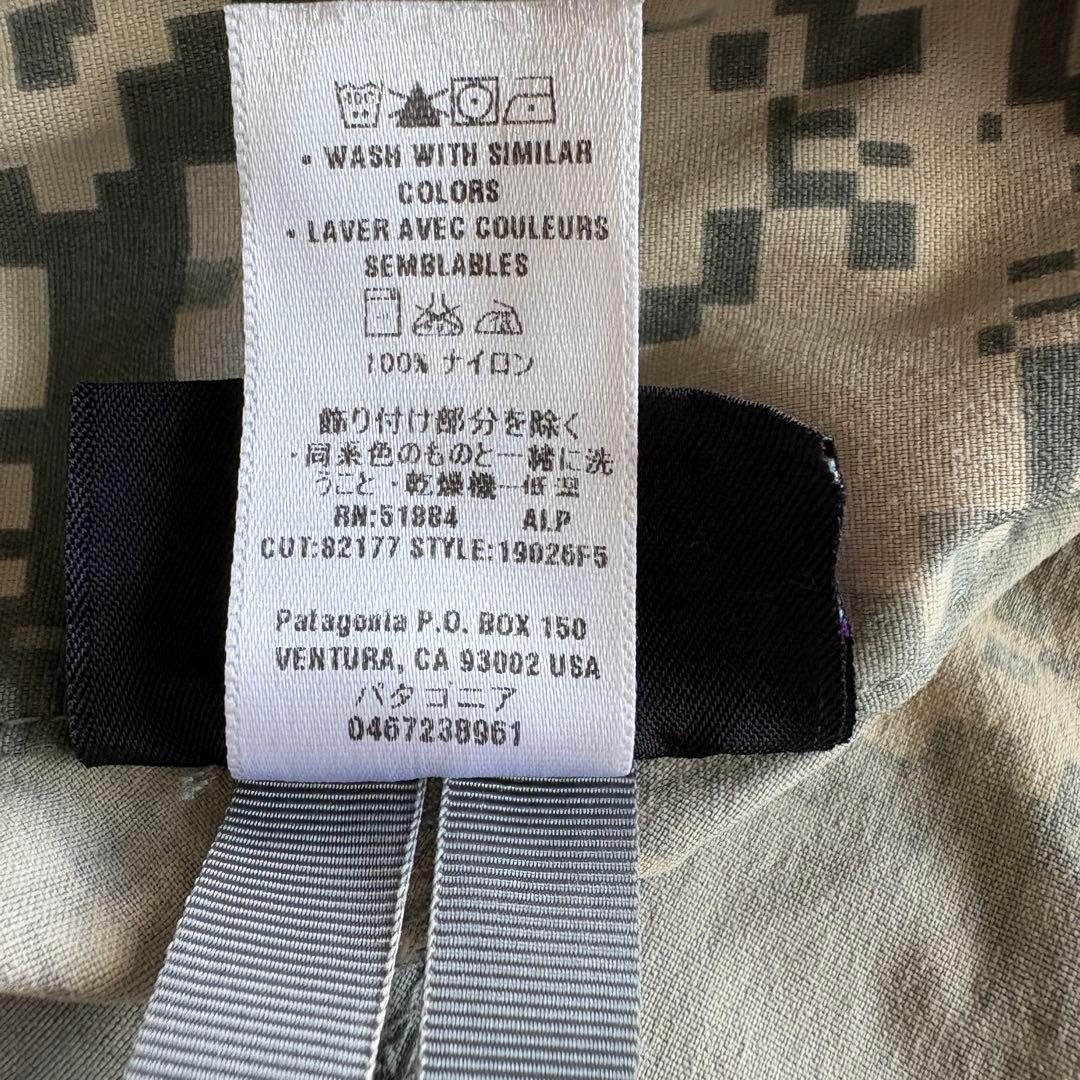 • WASH WITH SIMILAR
COLORS
• LAVER AVEC COULEURS
SEMBLABLES
100% ナイロン
飾り付け部分を除く
・同系色のものと一緒に洗
うこと・乾燥機－低温
RN:51884 ALP
CUT:82177 STYLE:19026F5
Patagonia P.O. BOX 150
VENTURA, CA 93002 USA
パタゴニア
0467238961